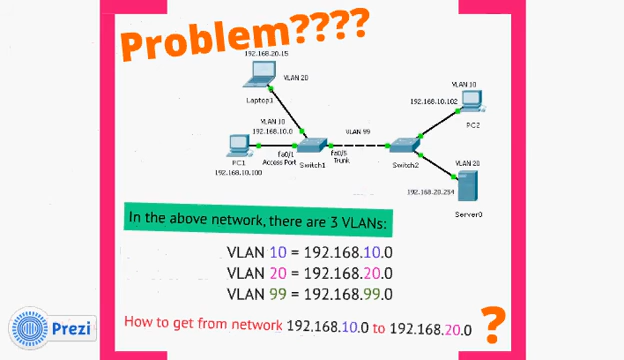 Problem????
192.168.20.15
VLAN 20
Laptop1
VLAN 10
192.168.10.0
VLAN 99
VLAN 10
192.168.10.102
PC2
fa0/1
Access Port
Switch1
fa0/5
Trunk
Switch2
PC1
192.168.10.100
VLAN 20
192.168.20.254
Server0
In the above network, there are 3 VLANs:
VLAN 10 = 192.168.10.0
VLAN 20 = 192.168.20.0
VLAN 99 = 192.168.99.0
How to get from network 192.168.10.0 to 192.168.20.0 ?
Prezi